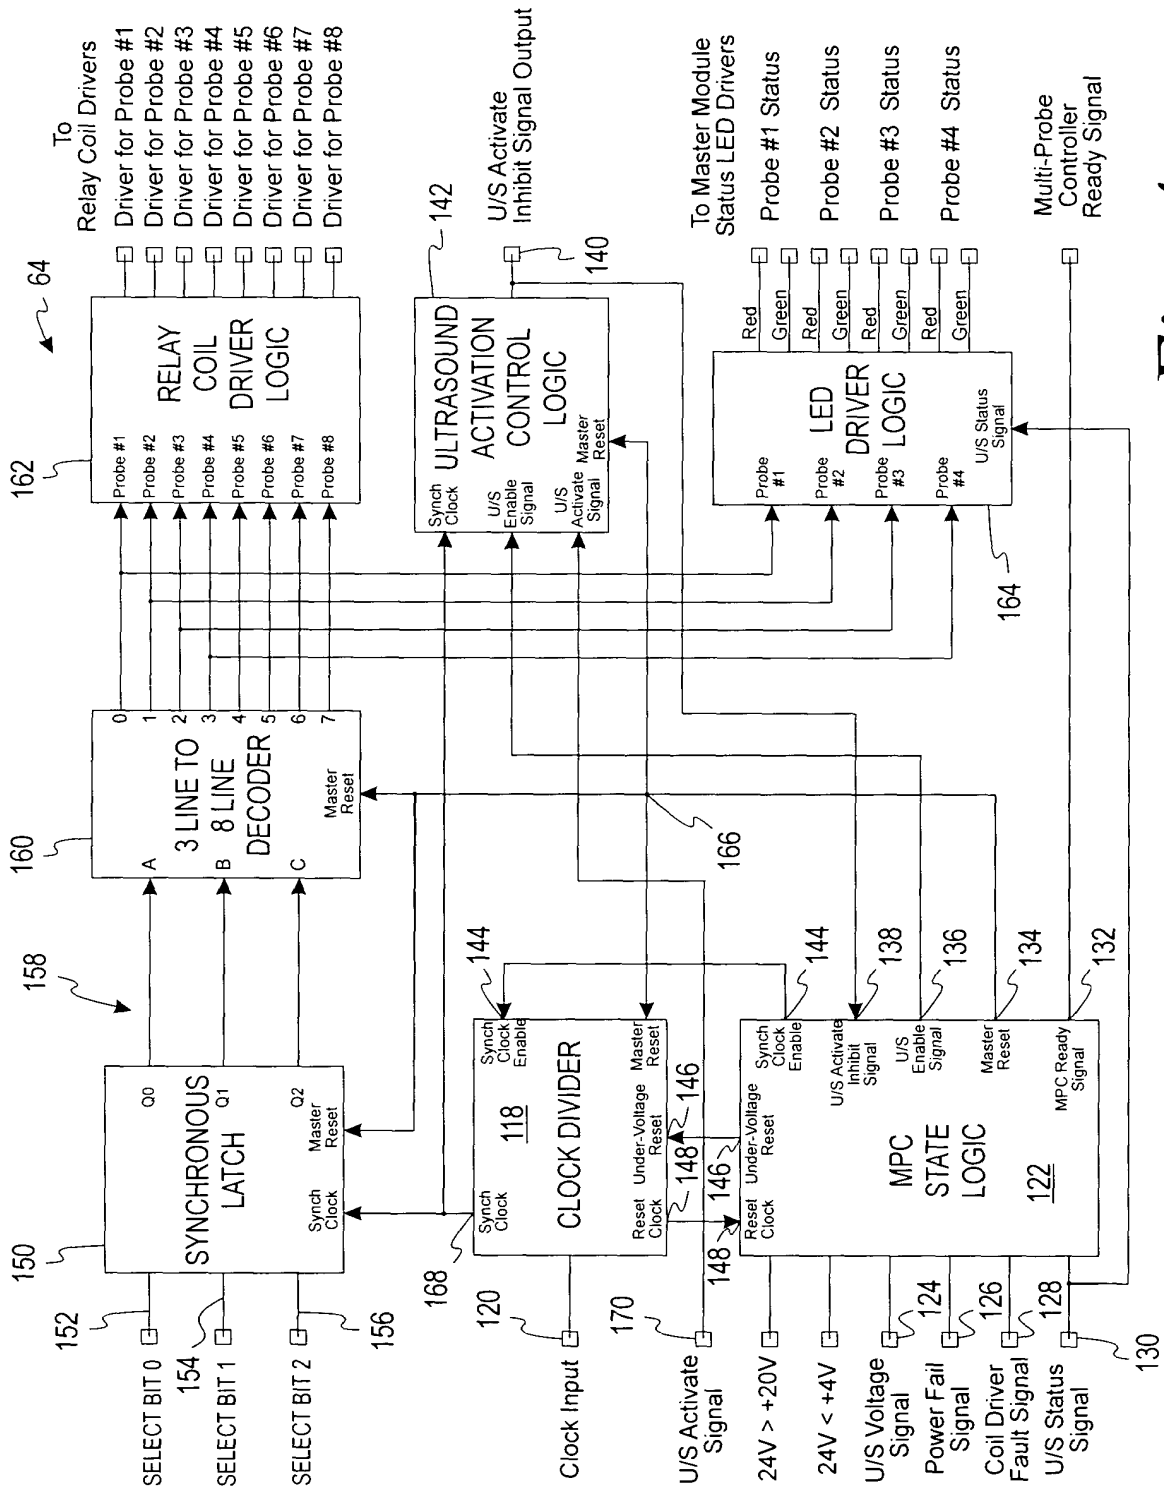 64
To
Relay Coil Drivers
Driver for Probe #1
Driver for Probe #2
Driver for Probe #3
Driver for Probe #4
Driver for Probe #5
Driver for Probe #6
Driver for Probe #7
Driver for Probe #8
162
RELAY
COIL
DRIVER
LOGIC
Probe #1
Probe #2
Probe #3
Probe #4
Probe #5
Probe #6
Probe #7
Probe #8
160
3 LINE TO
8 LINE
DECODER
A
B
C
0
1
2
3
4
5
6
7
Master
Reset
158
150
SYNCHRONOUS
LATCH
Q0
Q1
Q2
Synch
Clock
Master
Reset
152
154
156
SELECT BIT 0
SELECT BIT 1
SELECT BIT 2
142
ULTRASOUND
ACTIVATION
CONTROL
LOGIC
Synch
Clock
U/S
Enable
Signal
U/S
Activate
Signal
Master
Reset
U/S Activate
Inhibit Signal Output
140
168
144
Synch
Clock
Synch
Clock
Enable
118
CLOCK DIVIDER
Reset
Clock
Under-Voltage
Reset
Master
Reset
148
146
166
Clock Input
120
U/S Activate
Signal
170
To Master Module
Status LED Drivers
Probe #1 Status
Probe #2 Status
Probe #3 Status
Probe #4 Status
Red
Green
Red
Green
Red
Green
Red
Green
LED
DRIVER
LOGIC
Probe
#1
Probe
#2
Probe
#3
Probe
#4
U/S Status
Signal
164
148
146
Reset
Clock
Under-Voltage
Reset
Synch
Clock
Enable
U/S Activate
Inhibit
Signal
U/S
Enable
Signal
Master
Reset
MPC Ready
Signal
MPC
STATE
LOGIC
122
144
138
136
134
132
24V > +20V
24V < +4V
U/S Voltage
Signal
124
Power Fail
Signal
126
Coil Driver
Fault Signal
128
U/S Status
Signal
130
Multi-Probe
Controller
Ready Signal